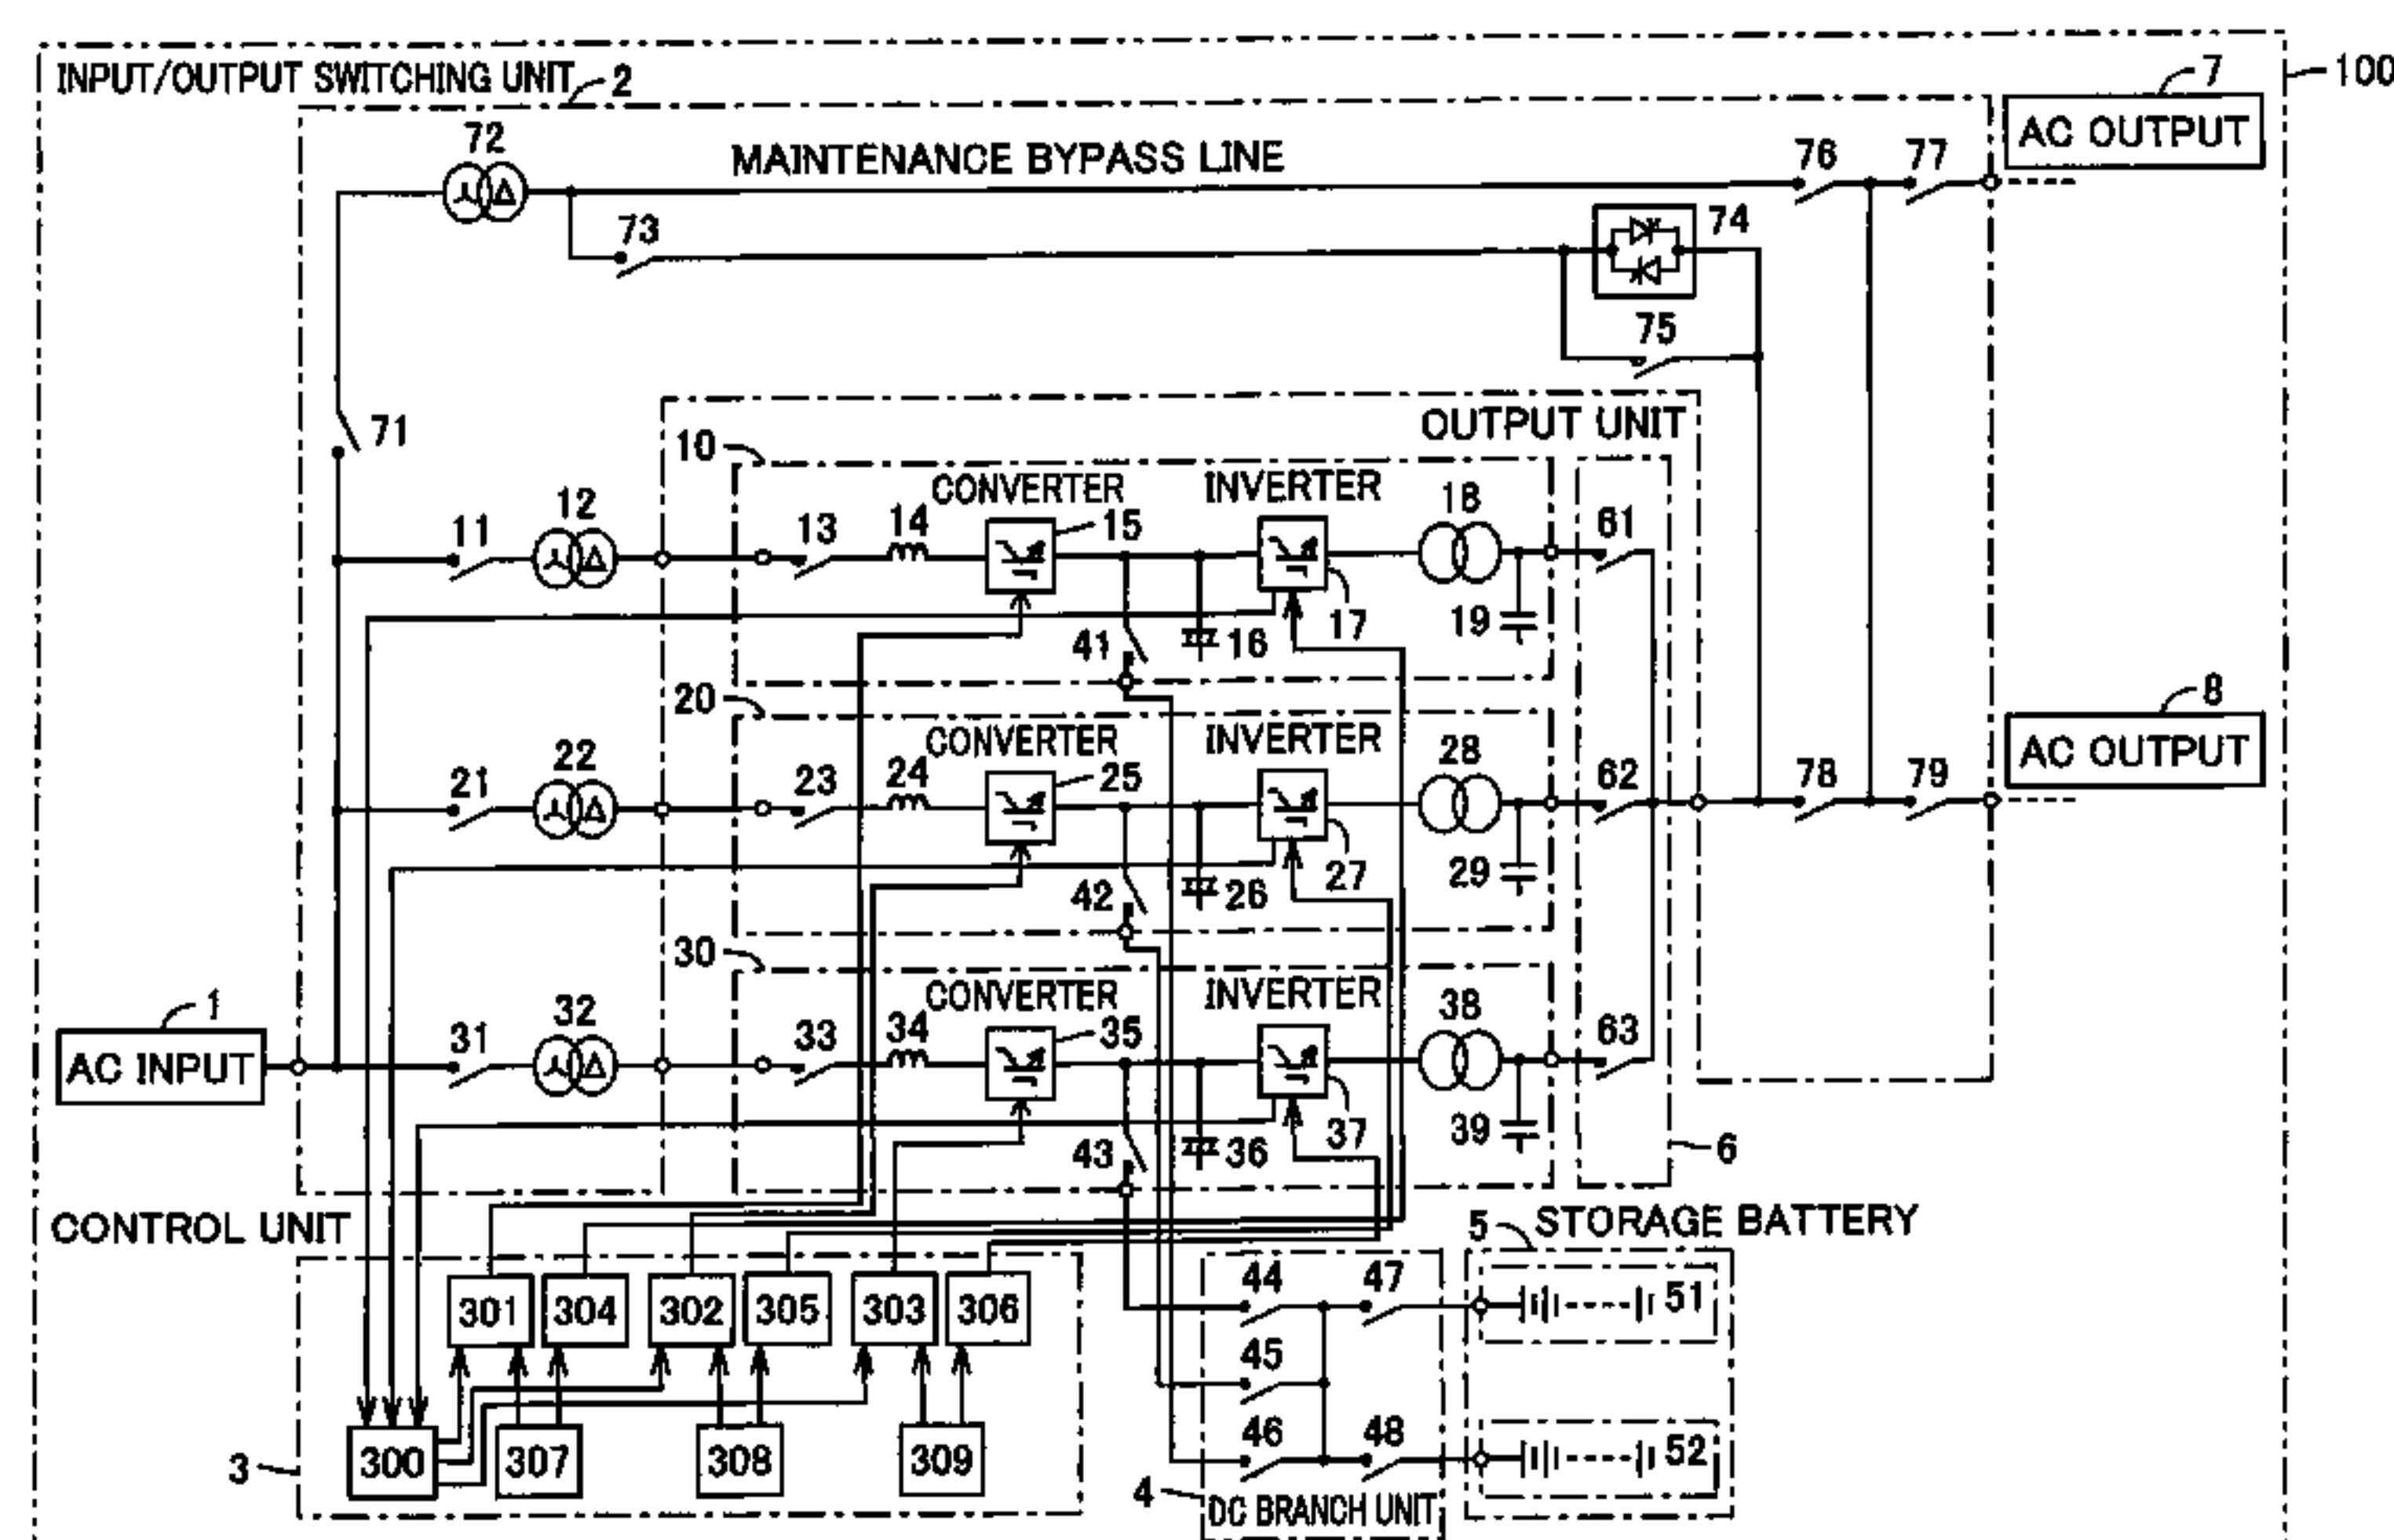 INPUT/OUTPUT SWITCHING UNIT 2
100
7
AC OUTPUT
72
MAINTENANCE BYPASS LINE
76 77
73
74
75
71
OUTPUT UNIT
10
CONVERTER INVERTER
11 12 13 14 15 17 18 61
41 16 19
20
CONVERTER INVERTER
21 22 23 24 25 27 28 62
78 79
8
AC OUTPUT
42 26 29
30
CONVERTER INVERTER
1
AC INPUT
31 32 33 34 35 37 38 63
43 36 39
6
CONTROL UNIT
5 STORAGE BATTERY
301 304 302 305 303 306
44 47 51
45
46 48 52
3
300 307 308 309
4 DC BRANCH UNIT